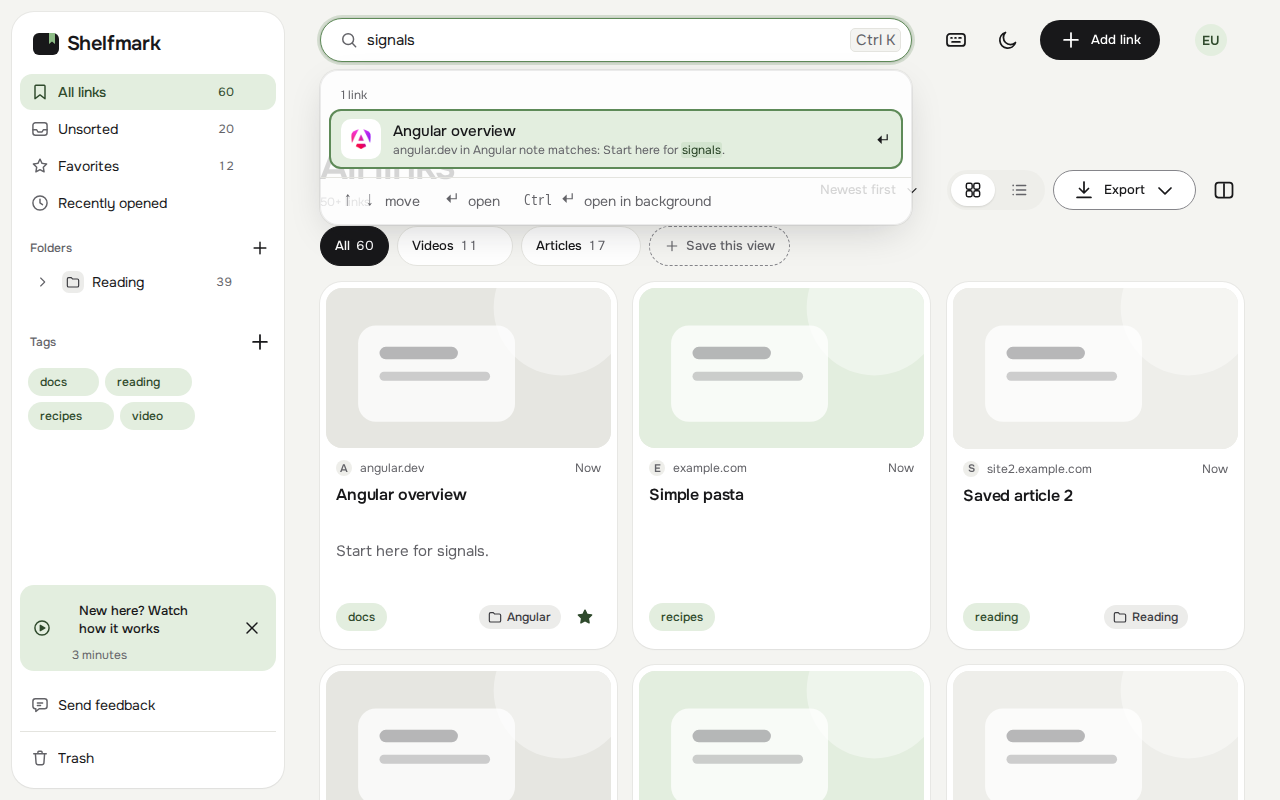 Shelfmark
All links 60
Unsorted 20
Favorites 12
Recently opened
Folders
Reading 39
Tags
docs reading
recipes video
New here? Watch
how it works
3 minutes
Send feedback
Trash
signals Ctrl K
Add link EU
1 link
Angular overview
angular.dev in Angular note matches: Start here for signals.
All links
50+ links
↑ ↓ move ↵ open Ctrl ↵ open in background
Newest first
Export
All 60 Videos 11 Articles 17 Save this view
A angular.dev Now
Angular overview
Start here for signals.
docs Angular
E example.com Now
Simple pasta
recipes
S site2.example.com Now
Saved article 2
reading Reading